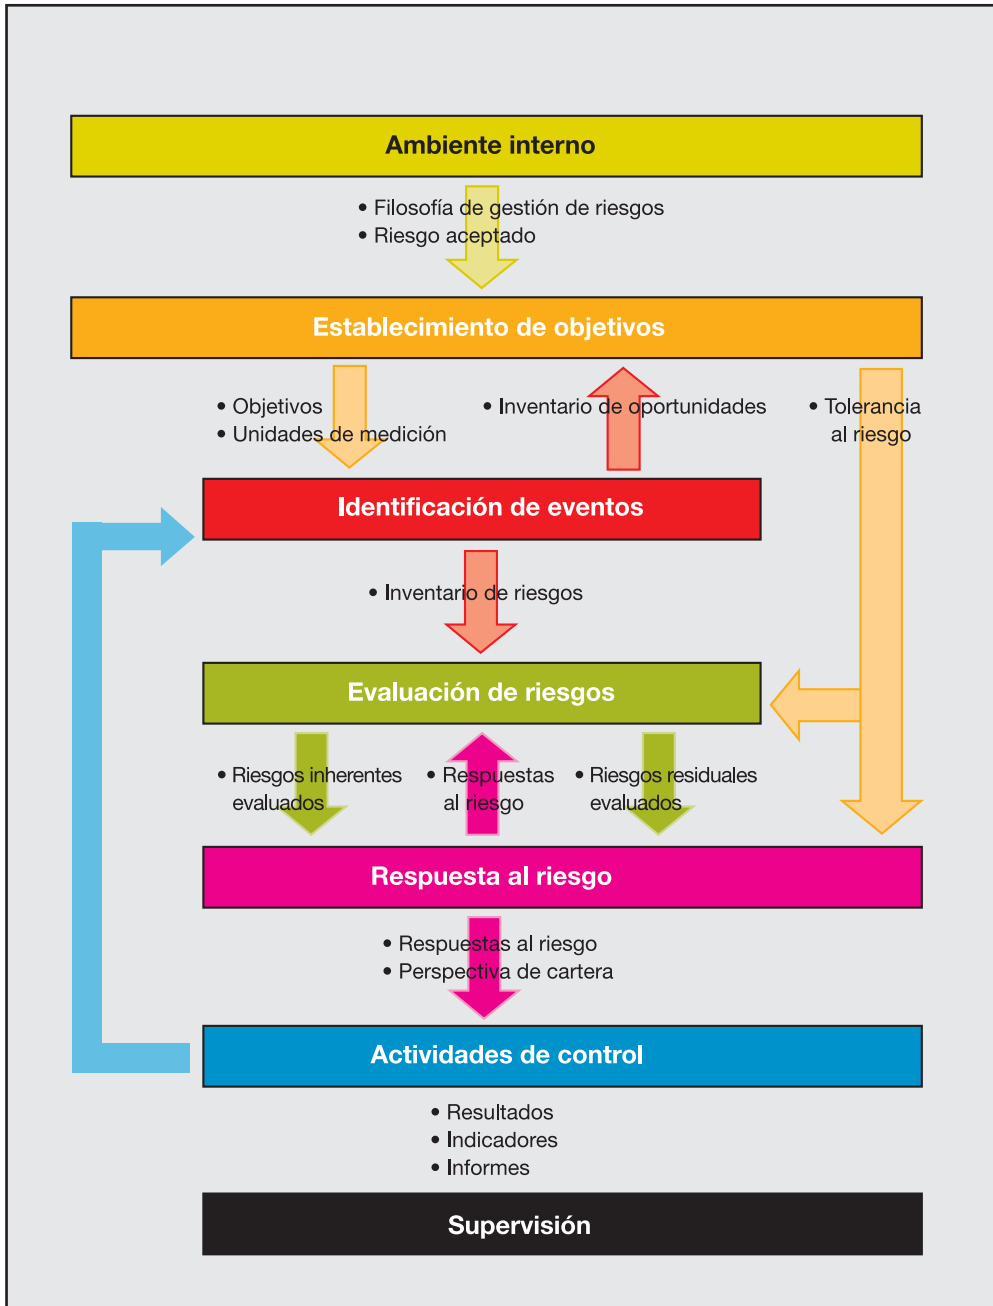 Ambiente interno
• Filosofía de gestión de riesgos
• Riesgo aceptado
Establecimiento de objetivos
• Objetivos
• Unidades de medición
• Inventario de oportunidades
• Tolerancia
al riesgo
Identificación de eventos
• Inventario de riesgos
Evaluación de riesgos
• Riesgos inherentes
evaluados
• Respuestas
al riesgo
• Riesgos residuales
evaluados
Respuesta al riesgo
• Respuestas al riesgo
• Perspectiva de cartera
Actividades de control
• Resultados
• Indicadores
• Informes
Supervisión